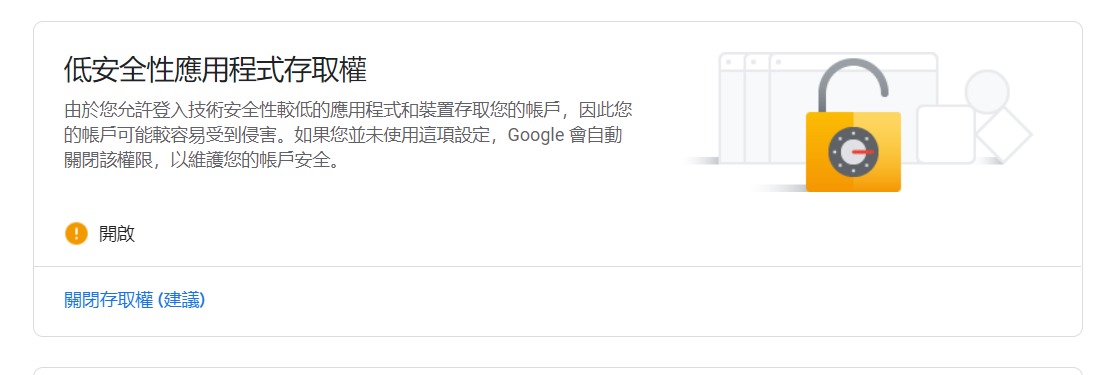 低安全性應用程式存取權
由於您允許登入技術安全性較低的應用程式和裝置存取您的帳戶，因此您
的帳戶可能較容易受到侵害。如果您並未使用這項設定，Google 會自動
關閉該權限，以維護您的帳戶安全。
開啟
關閉存取權 (建議)